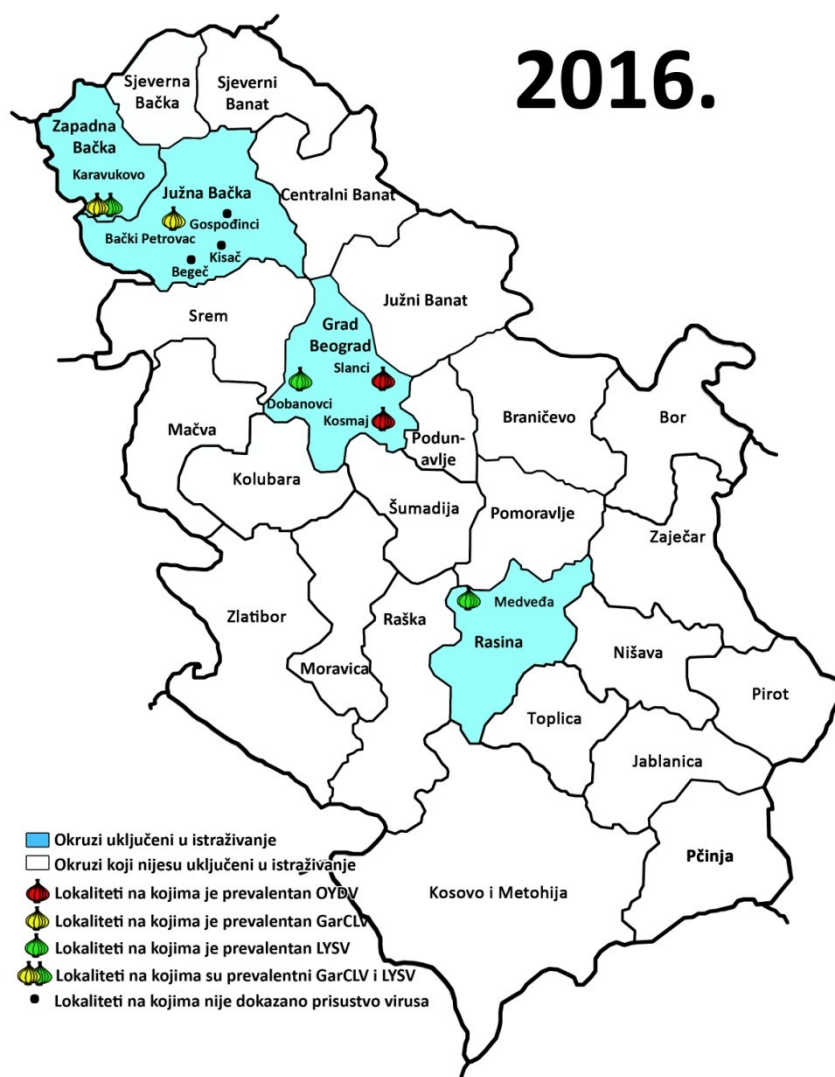 2016.
Sjeverna
Bačka
Sjeverni
Banat
Zapadna
Bačka
Karavukovo
Južna Bačka
Centralni Banat
Gospođinci
Bački Petrovac
Kisač
Begeč
Srem
Južni Banat
Grad
Beograd
Slanci
Dobanovci
Kosmaj
Mačva
Podun-
avlje
Braničevo
Bor
Kolubara
Šumadija
Pomoravlje
Zaječar
Zlatibor
Raška
Medveđa
Rasina
Moravica
Nišava
Pirot
Toplica
Jablanica
Pčinja
Kosovo i Metohija
Okruzi uključeni u istraživanje
Okruzi koji nijesu uključeni u istraživanje
Lokaliteti na kojima je prevalentan OYDV
Lokaliteti na kojima je prevalentan GarCLV
Lokaliteti na kojima je prevalentan LYSV
Lokaliteti na kojima su prevalentni GarCLV i LYSV
Lokaliteti na kojima nije dokazano prisustvo virusa